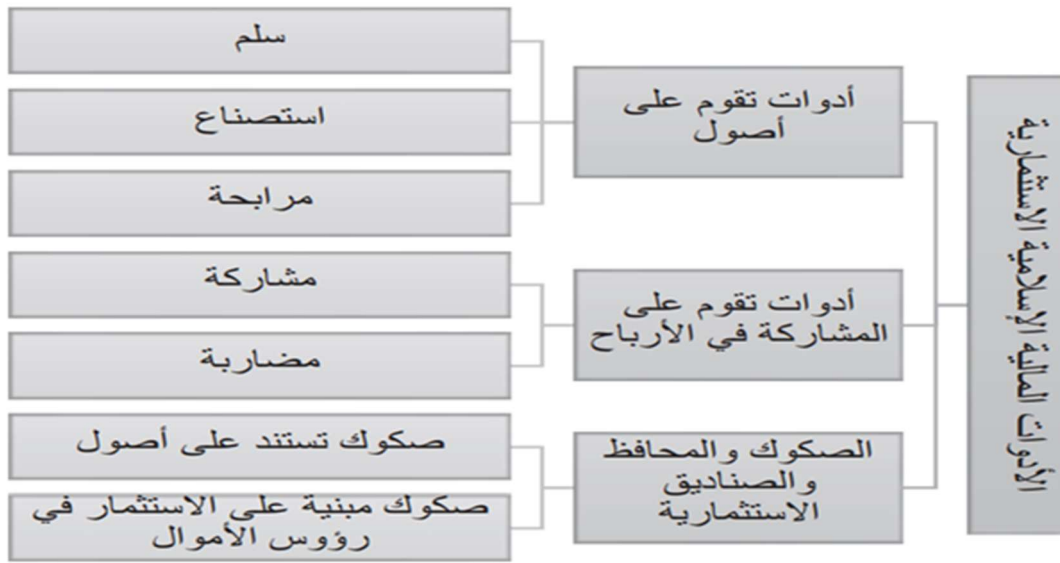 الأدوات المالية الإسلامية الإستثمارية
أدوات تقوم على
أصول
سلم
استصناع
مرابحة
أدوات تقوم على
المشاركة في الأرباح
مشاركة
مضاربة
الصكوك والمحافظ
والصناديق
الاستثمارية
صكوك تستند على أصول
صكوك مبنية على الاستثمار في
رؤوس الأموال